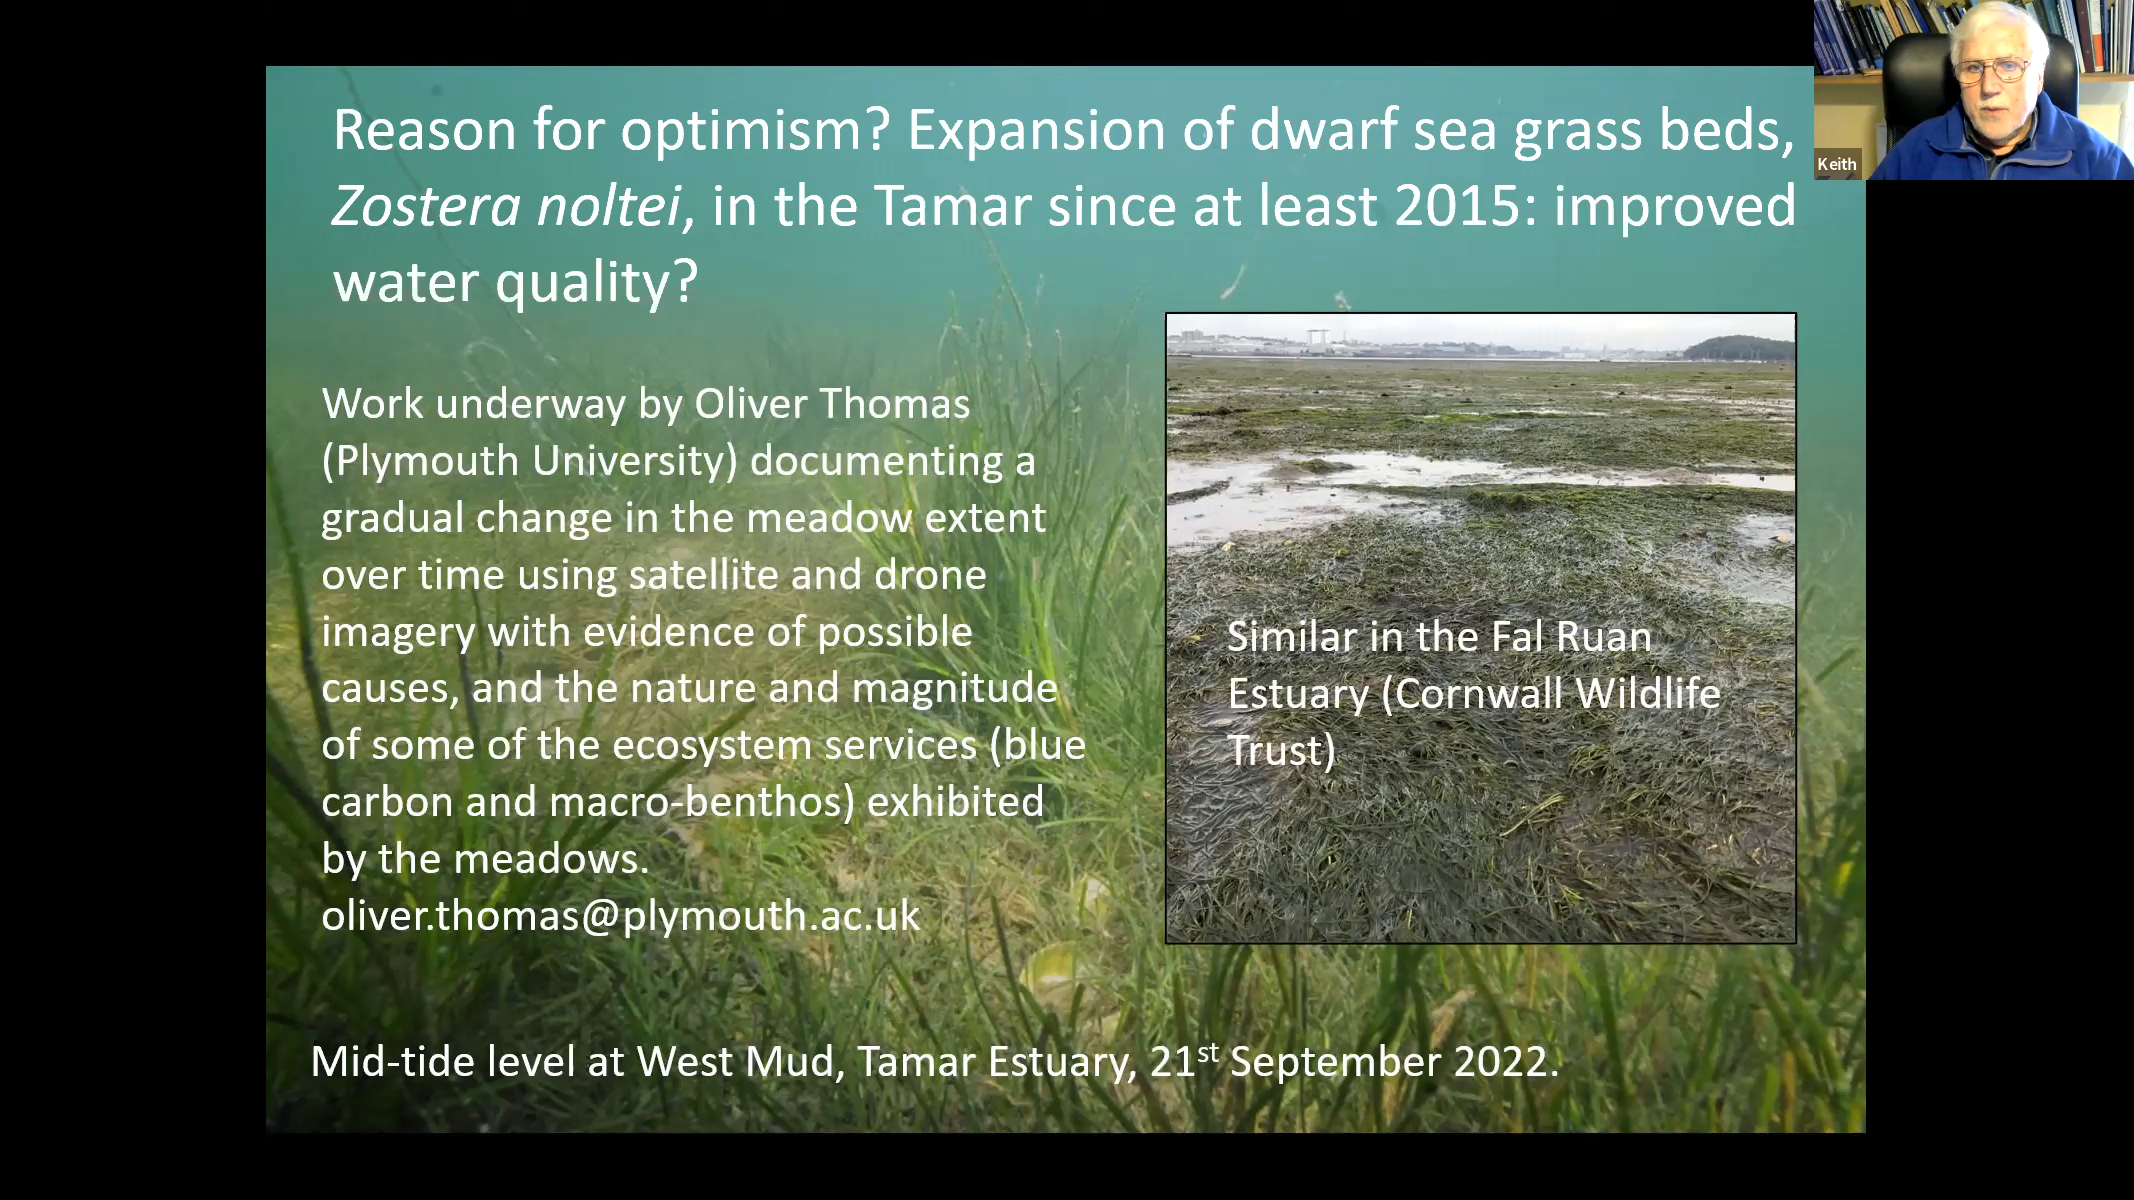 Reason for optimism? Expansion of dwarf sea grass beds,
Zostera noltei, in the Tamar since at least 2015: improved
water quality?
Keith
Work underway by Oliver Thomas
(Plymouth University) documenting a
gradual change in the meadow extent
over time using satellite and drone
imagery with evidence of possible
causes, and the nature and magnitude
of some of the ecosystem services (blue
carbon and macro-benthos) exhibited
by the meadows.
oliver.thomas@plymouth.ac.uk
Similar in the Fal Ruan
Estuary (Cornwall Wildlife
Trust)
Mid-tide level at West Mud, Tamar Estuary, 21st September 2022.